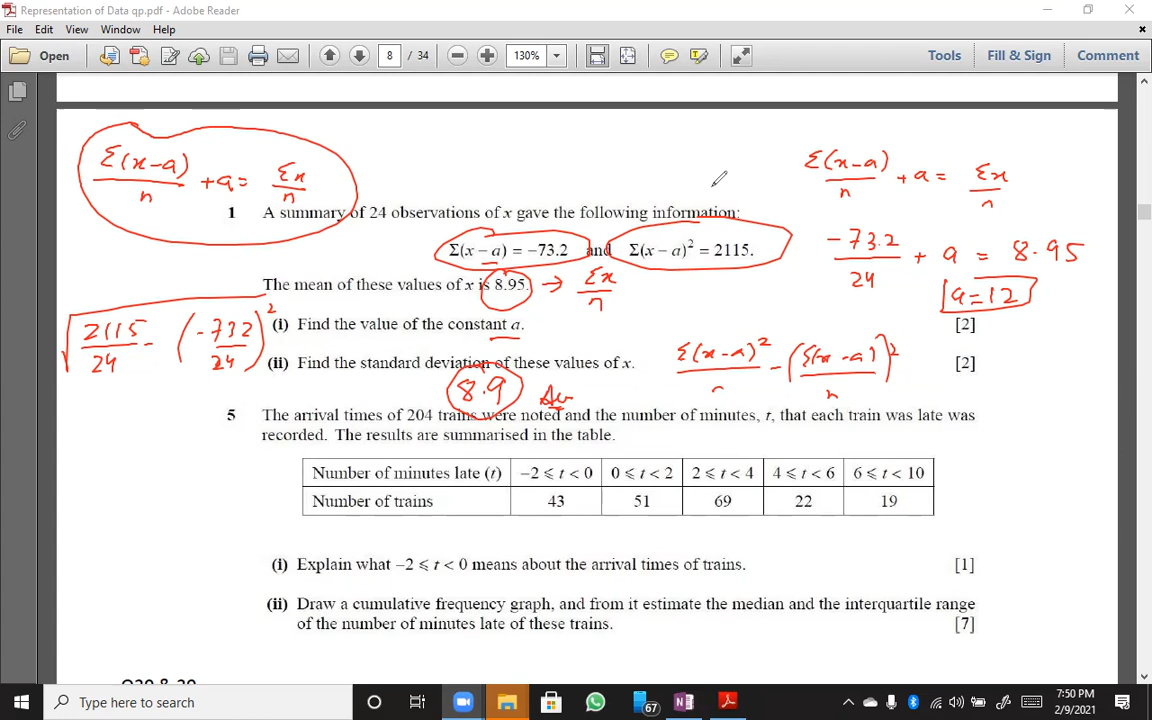 Representation of Data qp.pdf - Adobe Reader
File Edit View Window Help
Open 8 / 34 130% Tools Fill & Sign Comment
Σ(x-a)/n + a = Σx/n
Σ(x-a)/n + a = Σx/n
1 A summary of 24 observations of x gave the following information:
Σ(x − a) = −73.2 and Σ(x − a)² = 2115.
-73.2/24 + a = 8.95
The mean of these values of x is 8.95. → Σx/n
a=12
(i) Find the value of the constant a. [2]
√2115/24 - (-732/24)²
(ii) Find the standard deviation of these values of x. [2]
Σ(x-a)²/n - (Σ(x-a)/n)²
8.9
5 The arrival times of 204 trains were noted and the number of minutes, t, that each train was late was
recorded. The results are summarised in the table.
Number of minutes late (t) −2 ⩽ t < 0 0 ⩽ t < 2 2 ⩽ t < 4 4 ⩽ t < 6 6 ⩽ t < 10
Number of trains 43 51 69 22 19
(i) Explain what −2 ⩽ t < 0 means about the arrival times of trains. [1]
(ii) Draw a cumulative frequency graph, and from it estimate the median and the interquartile range
of the number of minutes late of these trains. [7]
Type here to search
67
7:50 PM
2/9/2021